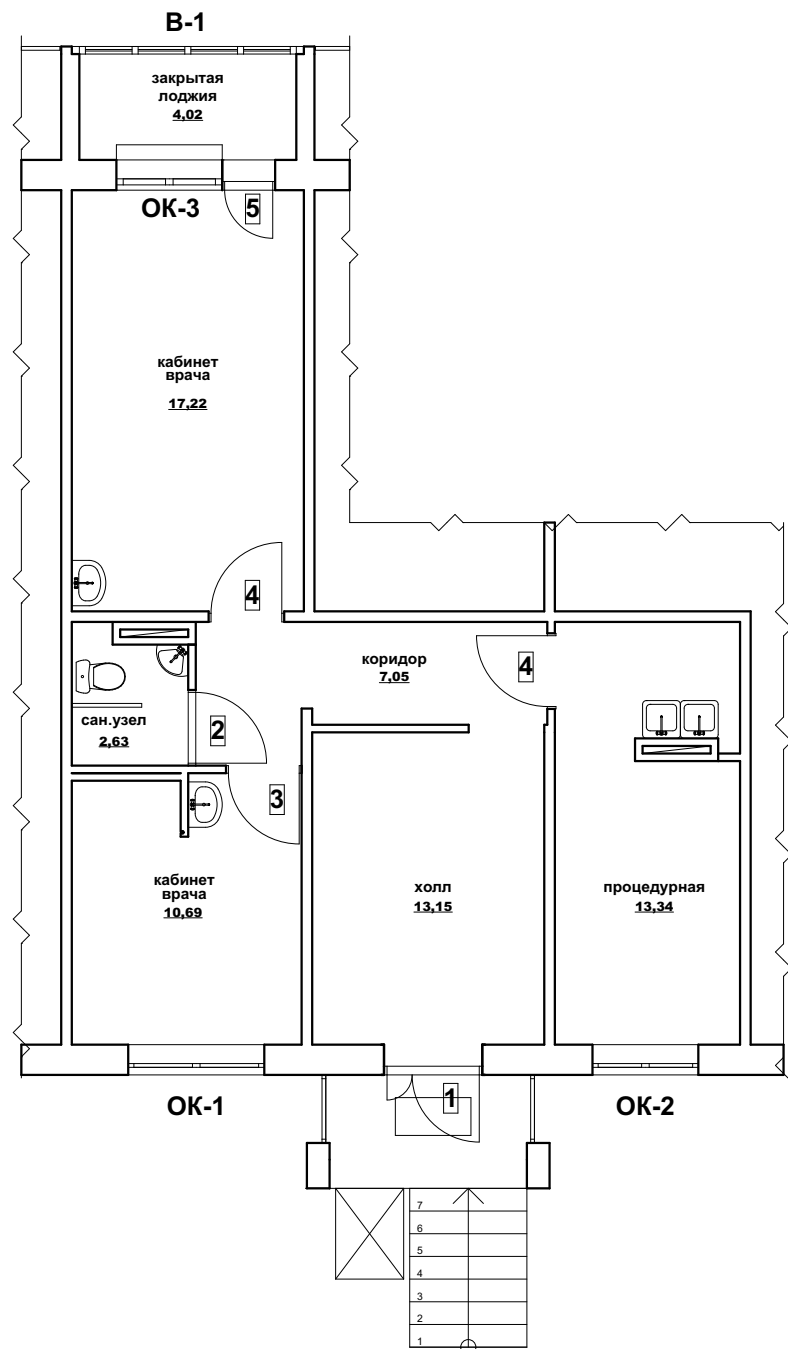 В-1
закрытая
лоджия
4,02
ОК-3
5
кабинет
врача
17,22
4
коридор
7,05
4
сан.узел
2,63
2
3
кабинет
врача
10,69
холл
13,15
процедурная
13,34
ОК-1
1
ОК-2
7
6
5
4
3
2
1